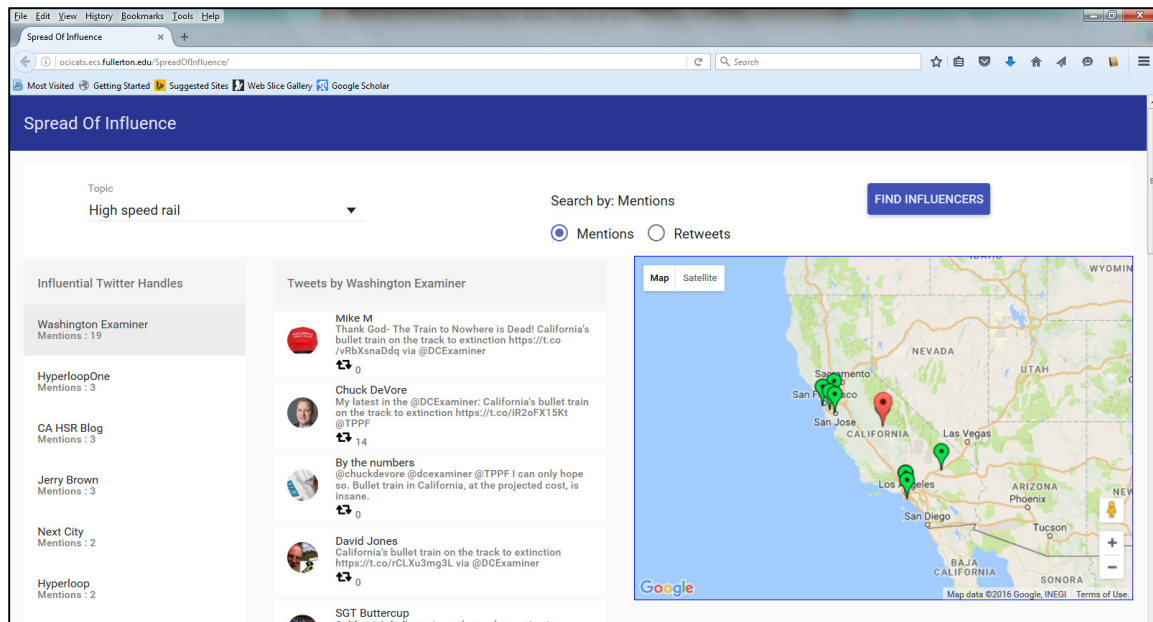 File Edit View History Bookmarks Tools Help
Spread Of Influence × +
ocicats.ecs.fullerton.edu/SpreadOfInfluence/
Search
Most Visited Getting Started Suggested Sites Web Slice Gallery Google Scholar
Spread Of Influence
Topic
High speed rail
Search by: Mentions
Mentions Retweets
FIND INFLUENCERS
Influential Twitter Handles
Washington Examiner
Mentions : 19
HyperloopOne
Mentions : 3
CA HSR Blog
Mentions : 3
Jerry Brown
Mentions : 3
Next City
Mentions : 2
Hyperloop
Mentions : 2
Tweets by Washington Examiner
Mike M
Thank God- The Train to Nowhere is Dead! California's
bullet train on the track to extinction https://t.co
/vRbXsnaDdq via @DCExaminer
0
Chuck DeVore
My latest in the @DCExaminer: California's bullet train
on the track to extinction https://t.co/iR2oFX15Kt
@TPPF
14
By the numbers
@chuckdevore @dcexaminer @TPPF I can only hope
so. Bullet train in California, at the projected cost, is
insane.
0
David Jones
California's bullet train on the track to extinction
https://t.co/rCLXu3mg3L via @DCExaminer
0
SGT Buttercup
Map Satellite
WYOMIN
NEVADA
UTAH
Sacramento
San Francisco
San Jose
CALIFORNIA
Las Vegas
Los Angeles
ARIZONA
Phoenix
NEW
San Diego
Tucson
BAJA
CALIFORNIA
SONORA
+
−
Google
Map data ©2016 Google, INEGI Terms of Use